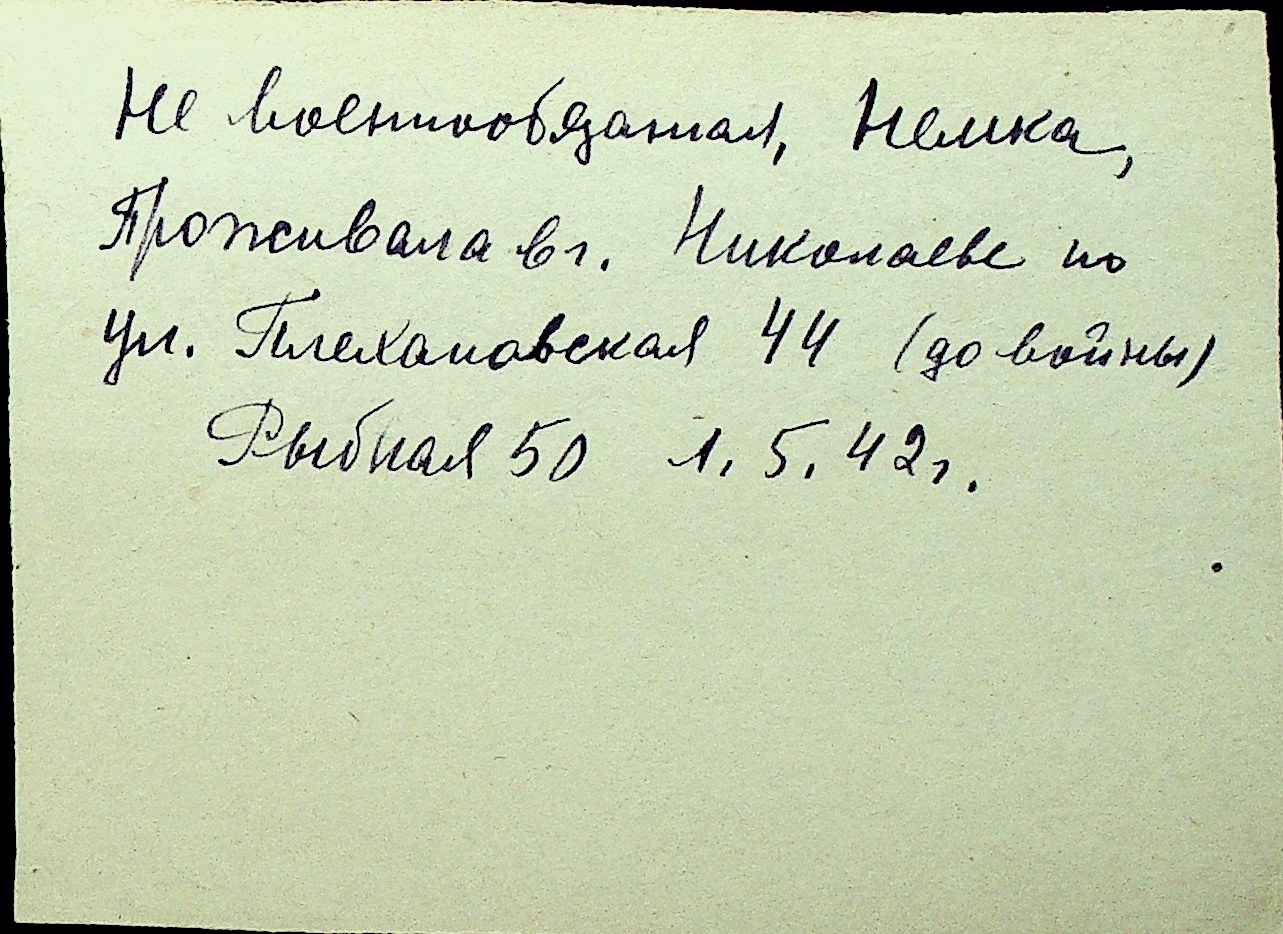 Не военнообязанная, Немка,
Проживала в г. Николаеве по
ул. Плехановская 44 (до войны)
Рыбная 50 1.5.42 г.